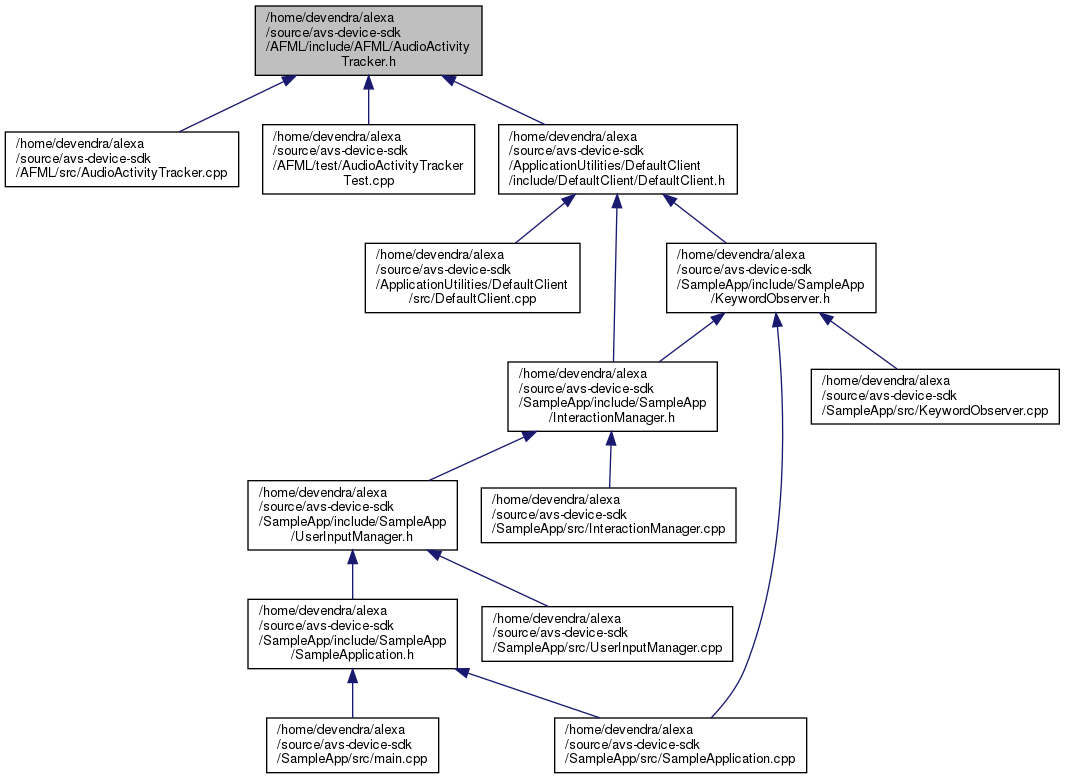 /home/devendra/alexa
/source/avs-device-sdk
/AFML/include/AFML/AudioActivity
Tracker.h
/home/devendra/alexa
/source/avs-device-sdk
/AFML/src/AudioActivityTracker.cpp
/home/devendra/alexa
/source/avs-device-sdk
/AFML/test/AudioActivityTracker
Test.cpp
/home/devendra/alexa
/source/avs-device-sdk
/ApplicationUtilities/DefaultClient
/include/DefaultClient/DefaultClient.h
/home/devendra/alexa
/source/avs-device-sdk
/ApplicationUtilities/DefaultClient
/src/DefaultClient.cpp
/home/devendra/alexa
/source/avs-device-sdk
/SampleApp/include/SampleApp
/KeywordObserver.h
/home/devendra/alexa
/source/avs-device-sdk
/SampleApp/include/SampleApp
/InteractionManager.h
/home/devendra/alexa
/source/avs-device-sdk
/SampleApp/src/KeywordObserver.cpp
/home/devendra/alexa
/source/avs-device-sdk
/SampleApp/include/SampleApp
/UserInputManager.h
/home/devendra/alexa
/source/avs-device-sdk
/SampleApp/src/InteractionManager.cpp
/home/devendra/alexa
/source/avs-device-sdk
/SampleApp/include/SampleApp
/SampleApplication.h
/home/devendra/alexa
/source/avs-device-sdk
/SampleApp/src/UserInputManager.cpp
/home/devendra/alexa
/source/avs-device-sdk
/SampleApp/src/main.cpp
/home/devendra/alexa
/source/avs-device-sdk
/SampleApp/src/SampleApplication.cpp